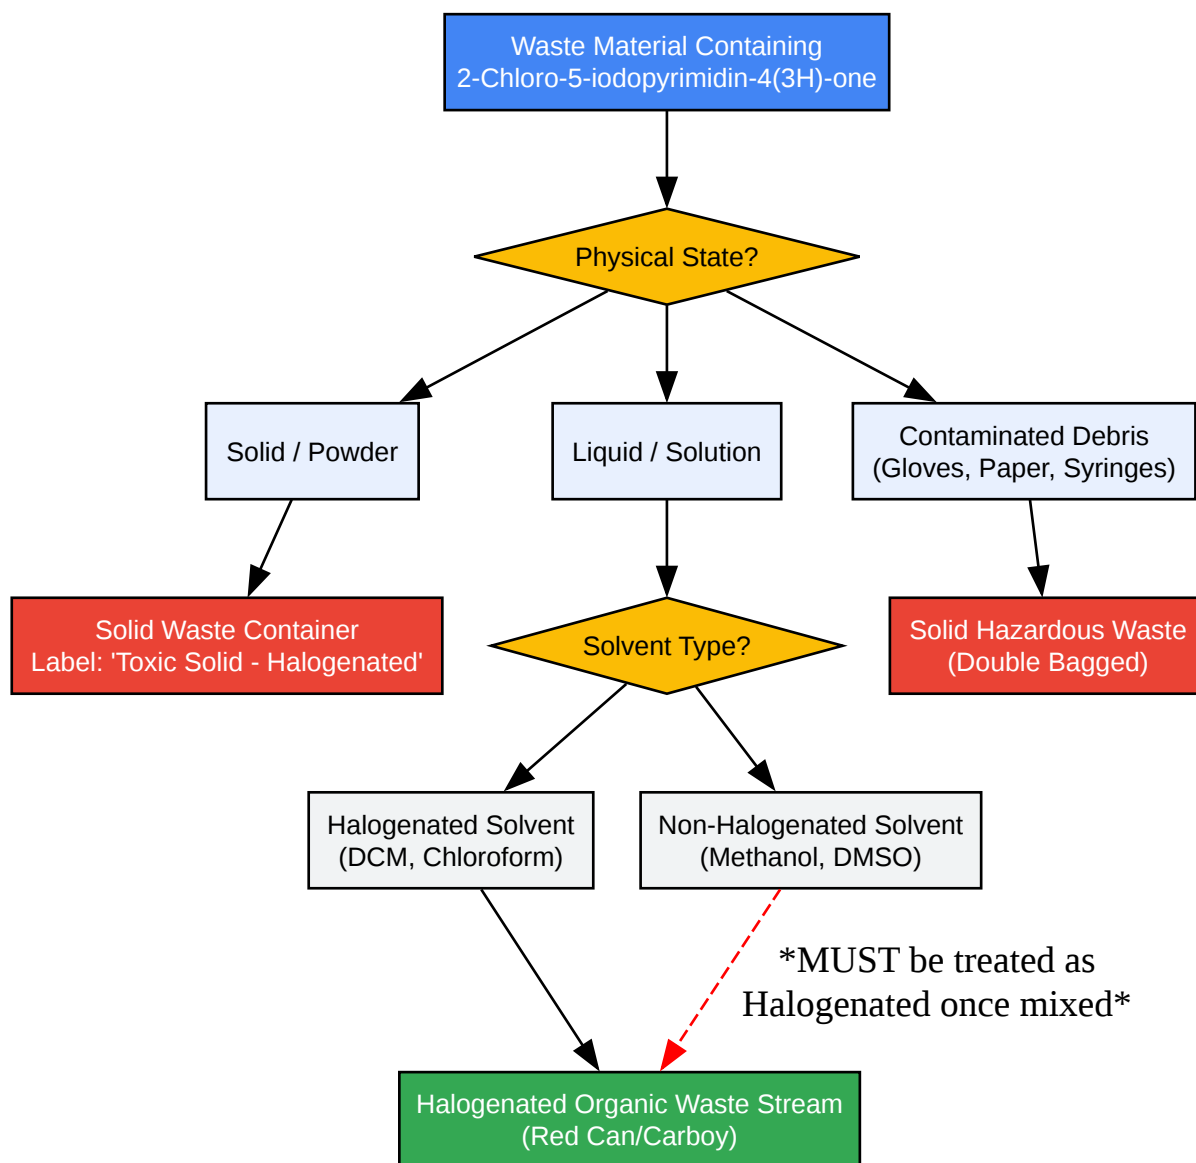 Waste Material Containing
2-Chloro-5-iodopyrimidin-4(3H)-one
Physical State?
Solid / Powder
Liquid / Solution
Contaminated Debris
(Gloves, Paper, Syringes)
Solid Waste Container
Label: 'Toxic Solid - Halogenated'
Solvent Type?
Solid Hazardous Waste
(Double Bagged)
Halogenated Solvent
(DCM, Chloroform)
Non-Halogenated Solvent
(Methanol, DMSO)
*MUST be treated as
Halogenated once mixed*
Halogenated Organic Waste Stream
(Red Can/Carboy)